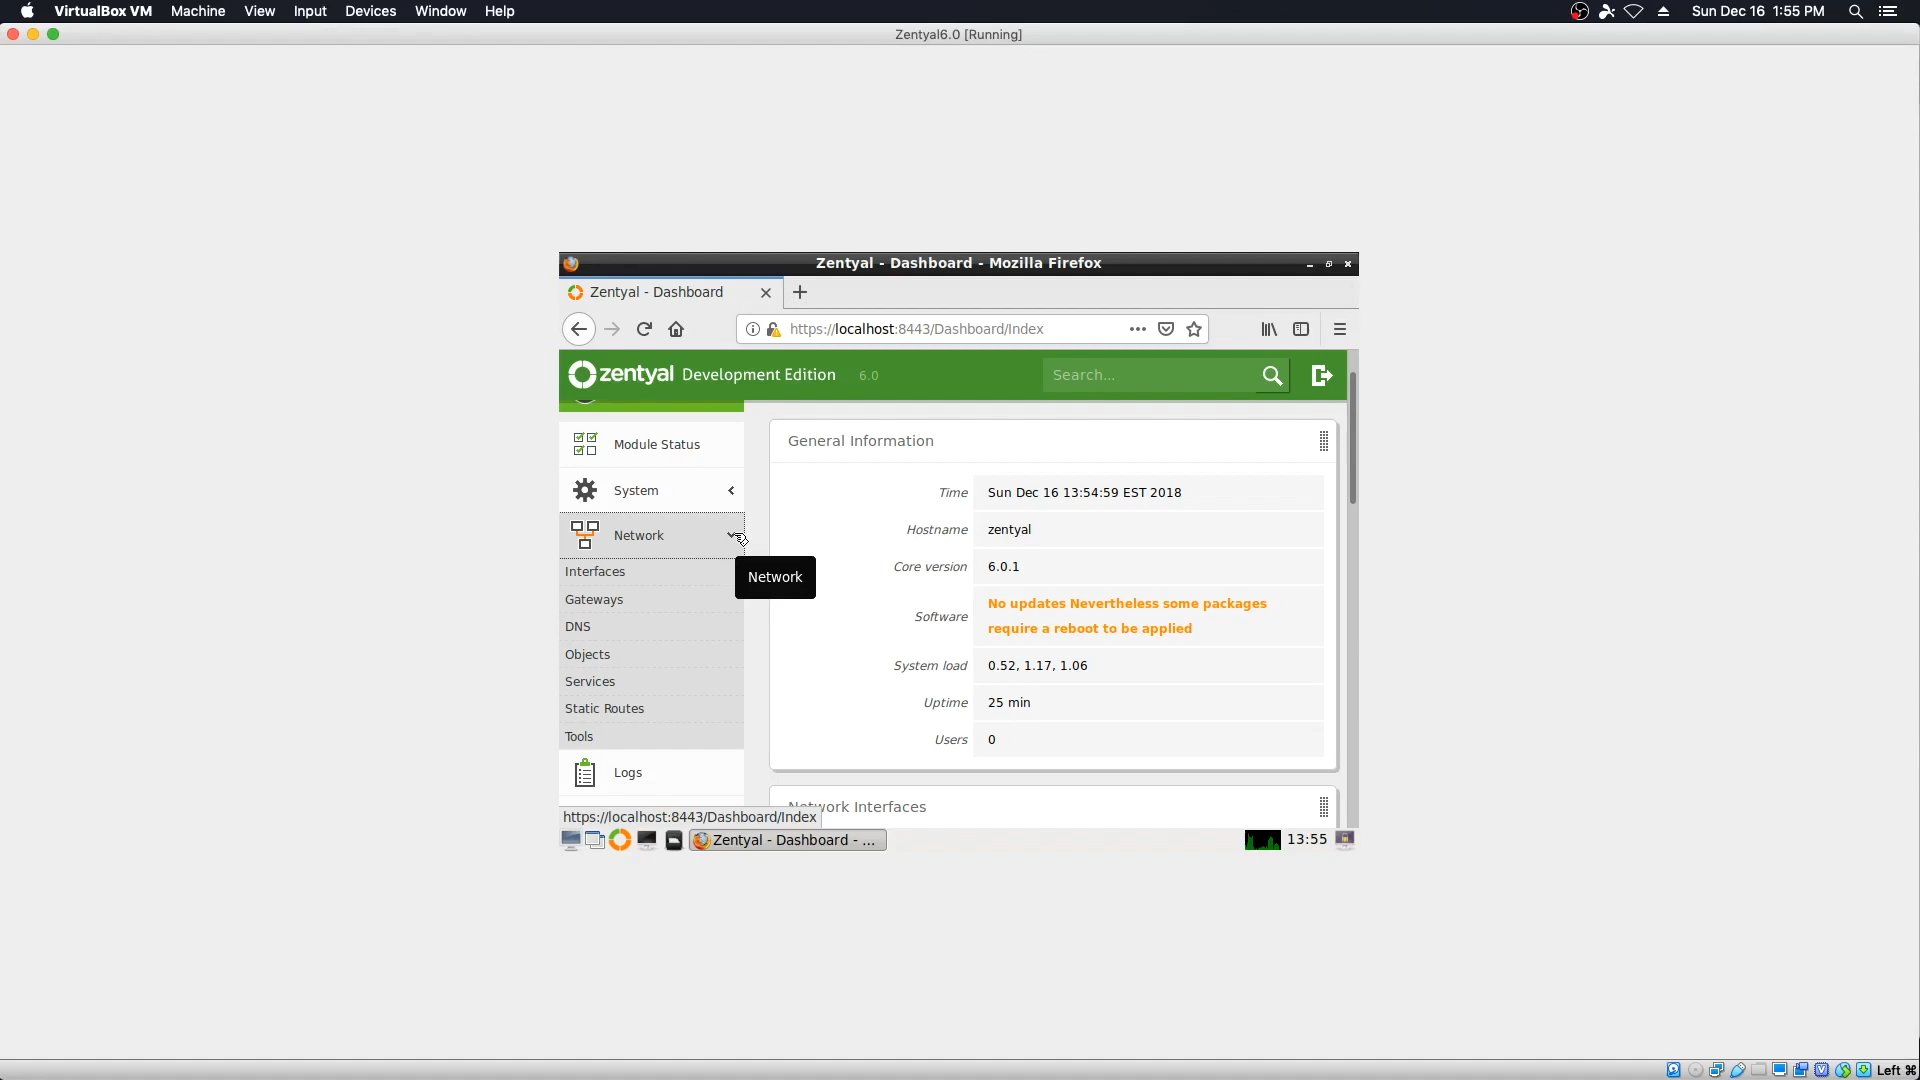 VirtualBox VM Machine View Input Devices Window Help Sun Dec 16 1:55 PM
Zentyal6.0 [Running]
Zentyal - Dashboard - Mozilla Firefox
Zentyal - Dashboard
https://localhost:8443/Dashboard/Index
zentyal Development Edition 6.0 Search...
Module Status
System
Network
Network
Interfaces
Gateways
DNS
Objects
Services
Static Routes
Tools
Logs
General Information
Time Sun Dec 16 13:54:59 EST 2018
Hostname zentyal
Core version 6.0.1
Software No updates Nevertheless some packages
require a reboot to be applied
System load 0.52, 1.17, 1.06
Uptime 25 min
Users 0
Network Interfaces
https://localhost:8443/Dashboard/Index
Zentyal - Dashboard - ... 13:55
Left ⌘